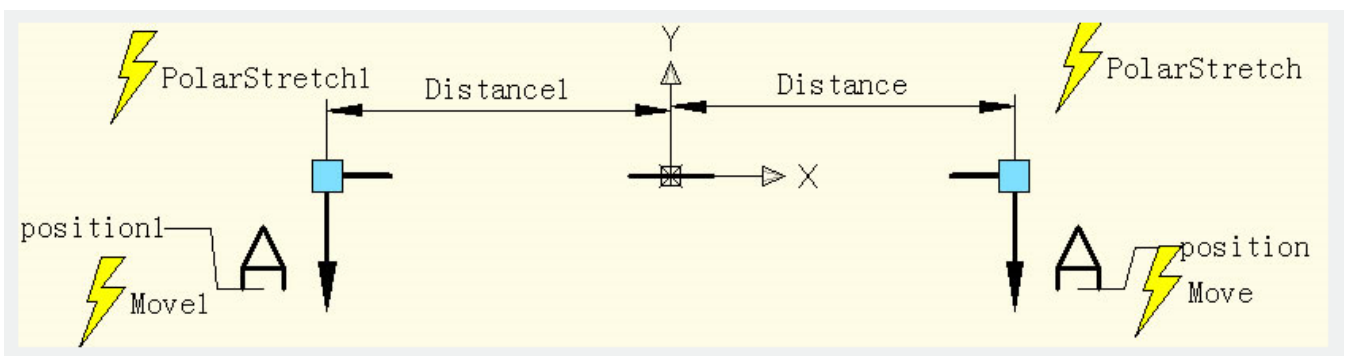 Y
PolarStretch1
Distance1
Distance
PolarStretch
X
position1
A
A
position
Move1
Move